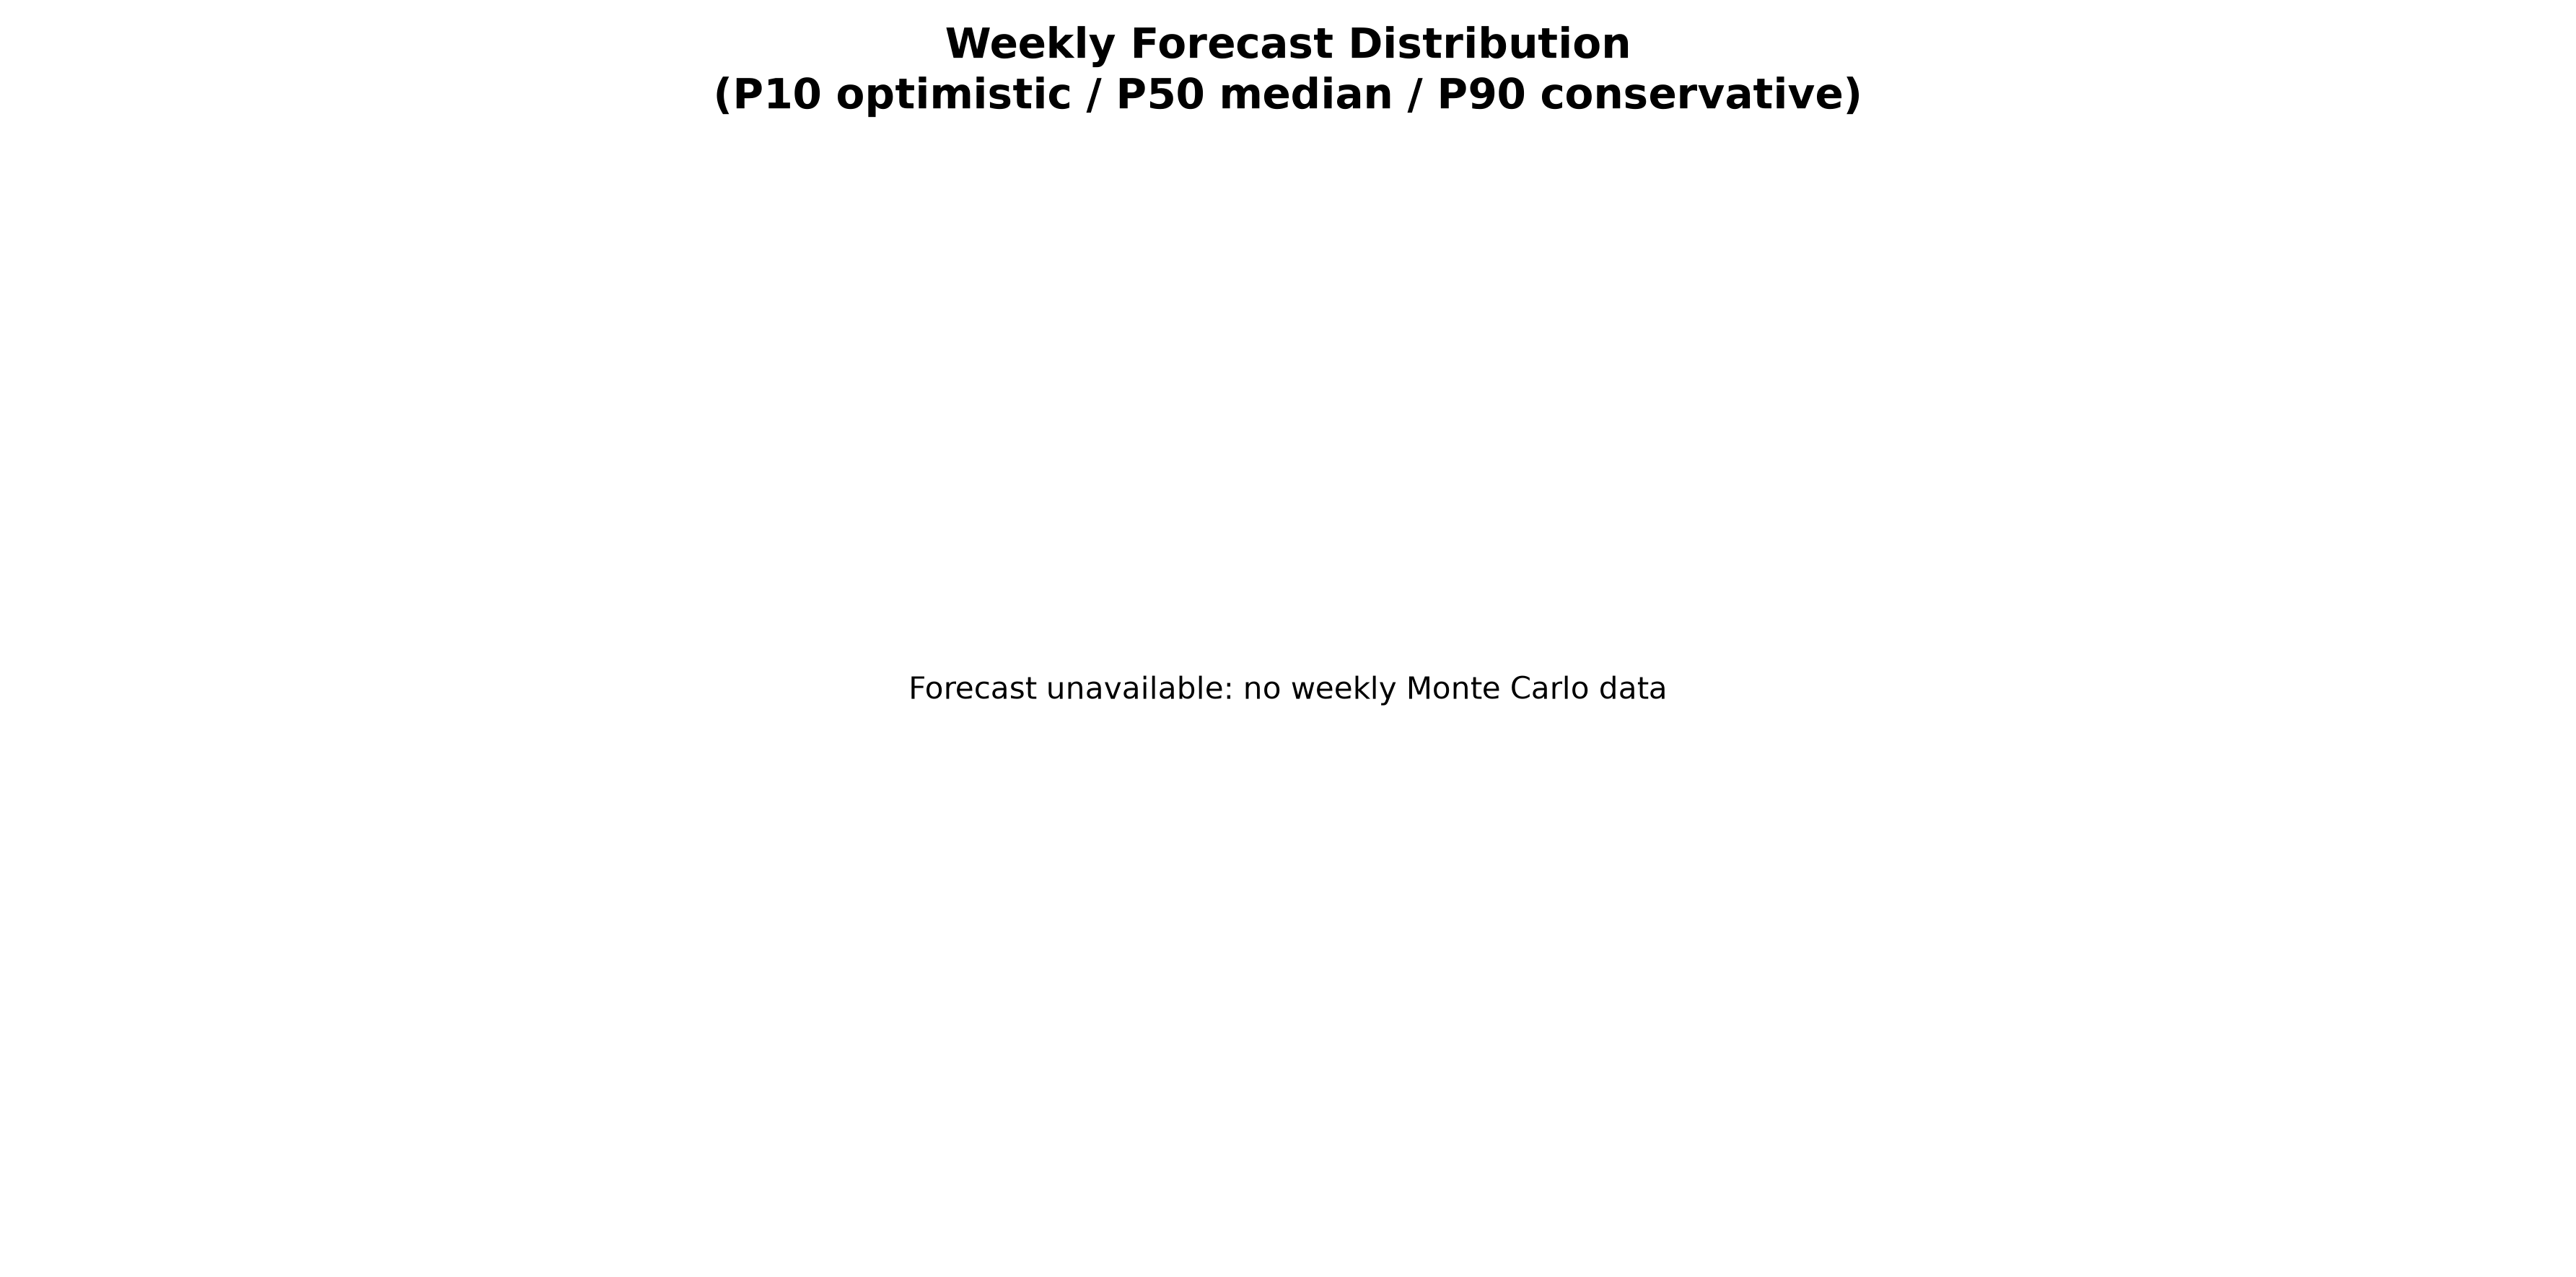 Weekly Forecast Distribution
(P10 optimistic / P50 median / P90 conservative)
Forecast unavailable: no weekly Monte Carlo data